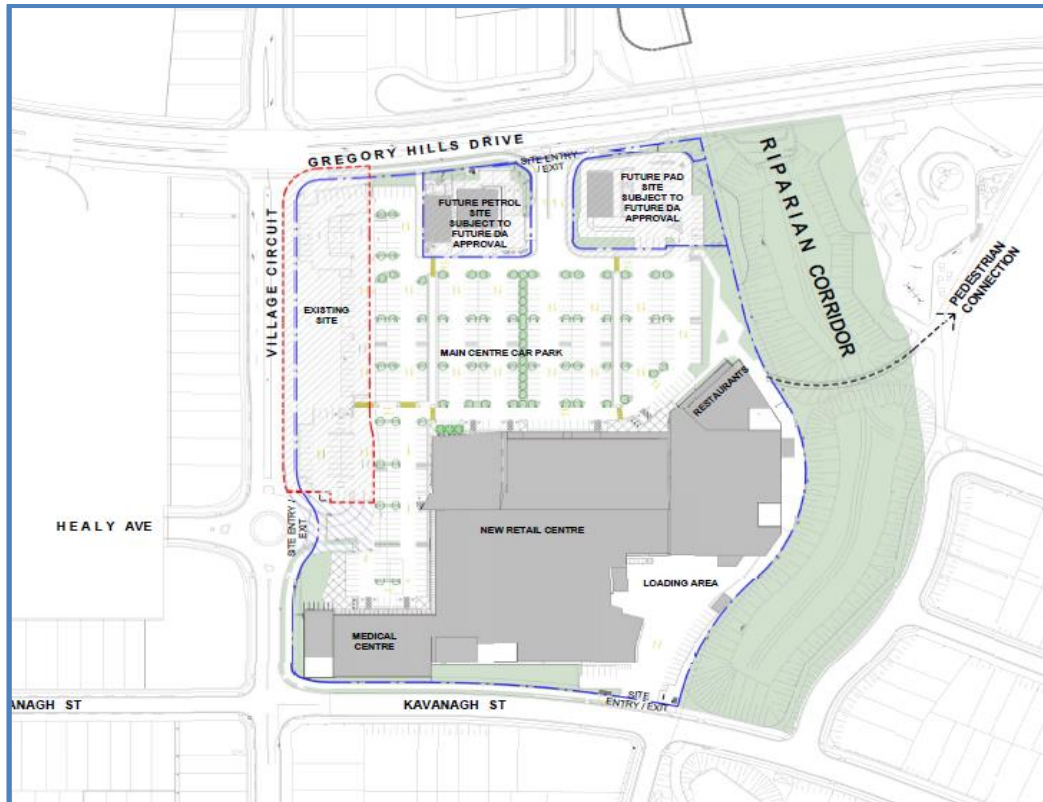 GREGORY HILLS DRIVE
SITE ENTRY
/ EXIT
RIPARIAN CORRIDOR
FUTURE PETROL
SITE
SUBJECT TO
FUTURE DA
APPROVAL
FUTURE PAD
SITE
SUBJECT TO
FUTURE DA
APPROVAL
VILLAGE CIRCUIT
EXISTING
SITE
PEDESTRIAN
CONNECTION
MAIN CENTRE CAR PARK
RESTAURANTS
HEALY AVE
SITE ENTRY /
EXIT
NEW RETAIL CENTRE
LOADING AREA
MEDICAL
CENTRE
ANAGH ST
KAVANAGH ST
SITE
ENTRY / EXIT